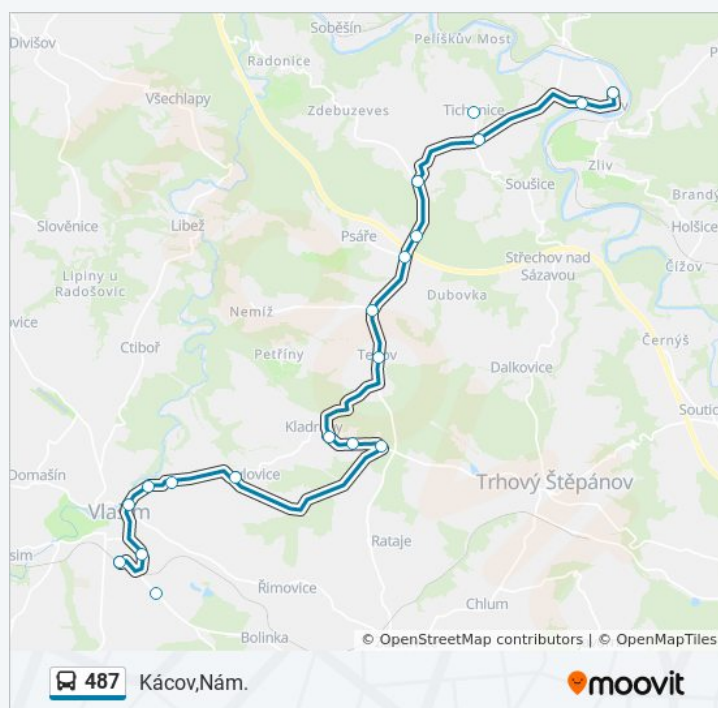 Divišov
Soběšín
Pelíškův Most
Radonice
Všechlapy
Zdebuzeves
Tichonice
Zliv
Soušice
Brandý
Holšice
Slověnice
Libež
Psáře
Střechov nad
Sázavou
Čížov
Lipiny u
Radošovic
Dubovka
ovice
Nemíž
Černýš
Ctiboř
Petříny
Dalkovice
Soutic
Domašín
Trhový Štěpánov
Vlašim
sim
Rataje
Římovice
Chlum
Bolinka
© OpenStreetMap contributors | © OpenMapTiles
487 Kácov,Nám.
moovit